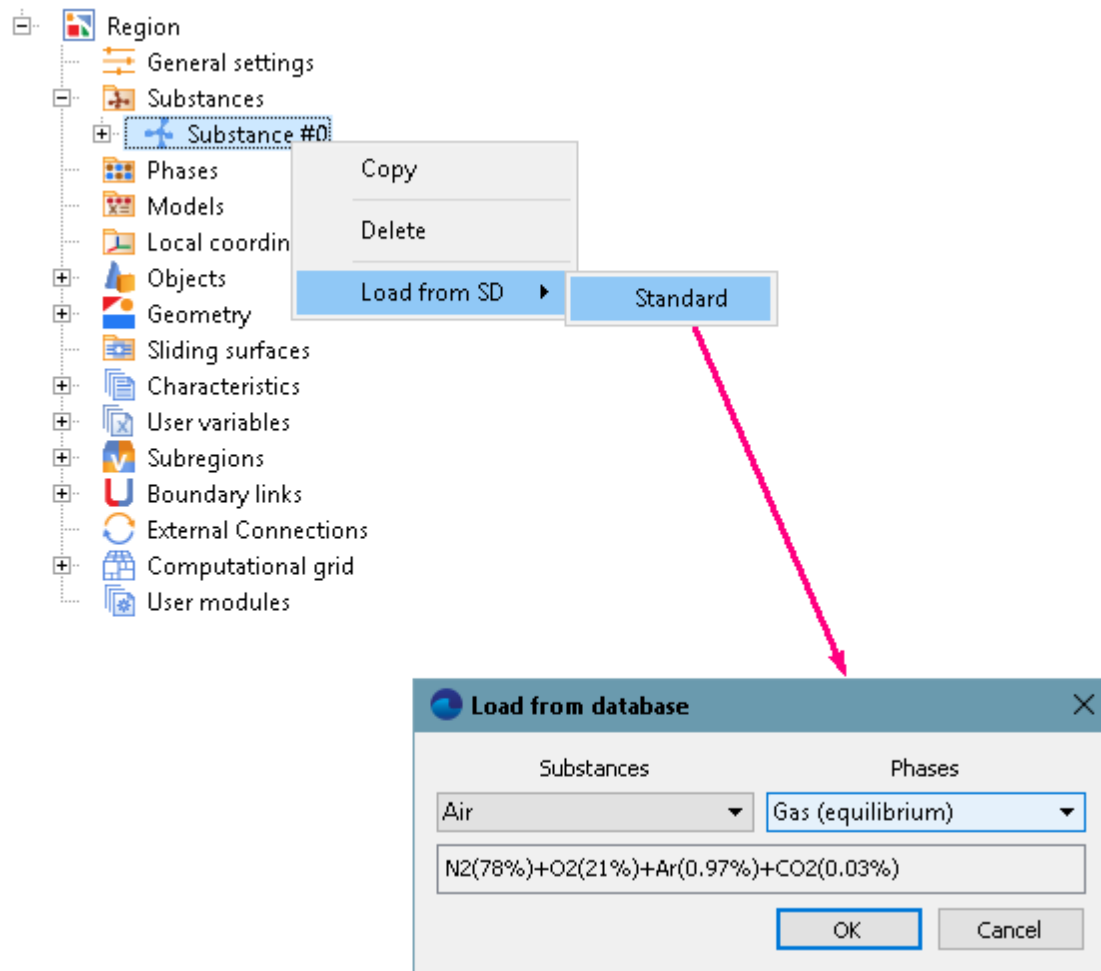 Region
General settings
Substances
Substance #0
Copy
Phases
Models
Delete
Local coordin
Load from SD
Standard
Objects
Geometry
Sliding surfaces
Characteristics
User variables
Subregions
Boundary links
External Connections
Computational grid
User modules
Load from database
Substances Phases
Air Gas (equilibrium)
N2(78%)+O2(21%)+Ar(0.97%)+CO2(0.03%)
OK Cancel